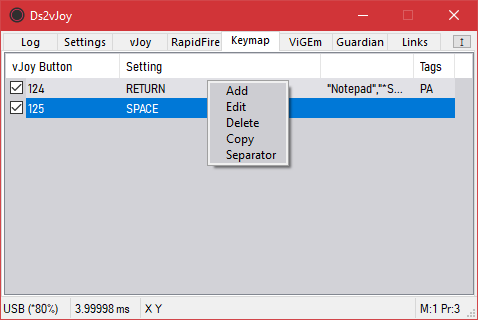 Ds2vJoy
Log Settings vJoy RapidFire Keymap ViGEm Guardian Links
vJoy Button Setting Tags
124 RETURN "Notepad","^S... PA
125 SPACE
Add
Edit
Delete
Copy
Separator
USB (*80%) 3.99998 ms X Y M:1 Pr:3